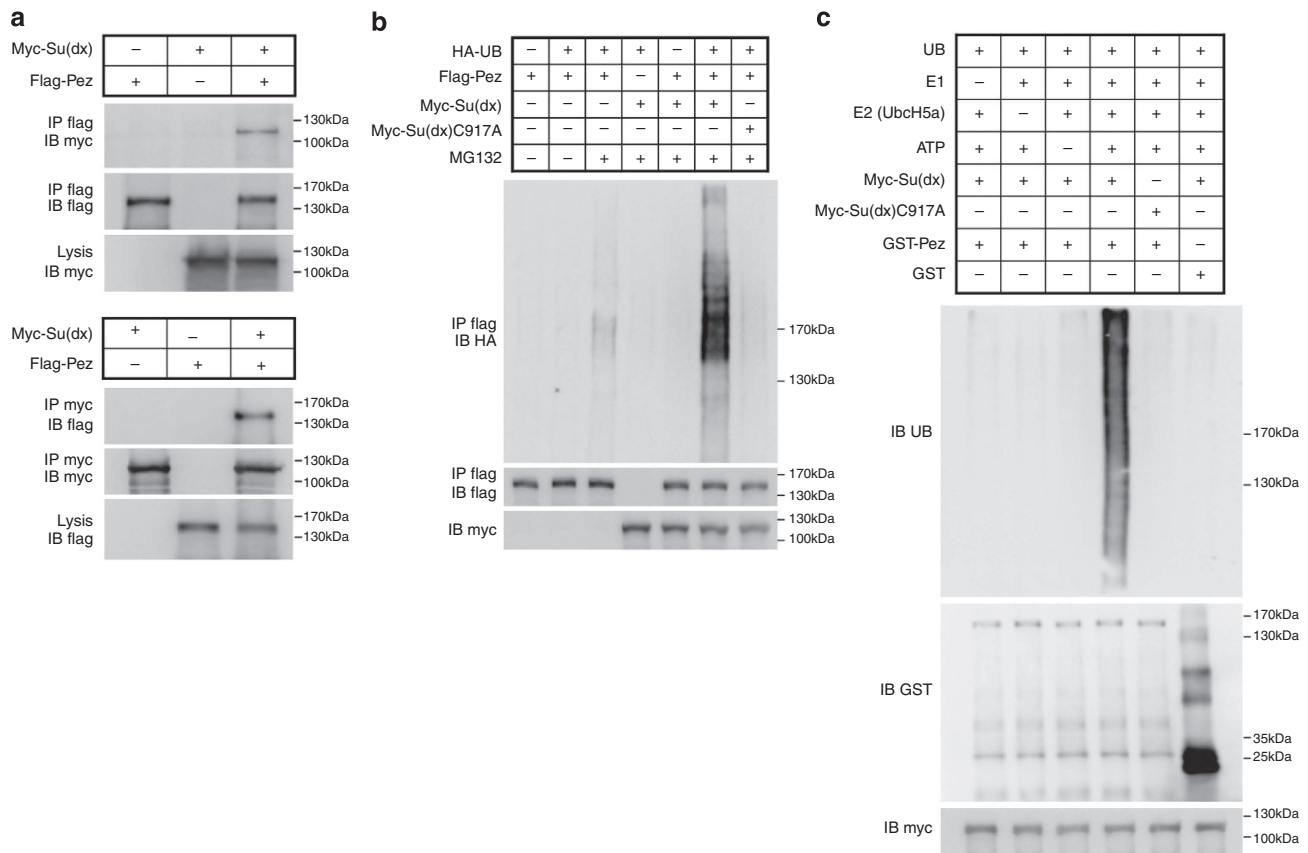 a
Myc-Su(dx) – + +
Flag-Pez + – +
IP flag
IB myc
130kDa
100kDa
IP flag
IB flag
170kDa
130kDa
Lysis
IB myc
130kDa
100kDa
Myc-Su(dx) + – +
Flag-Pez – + +
IP myc
IB flag
170kDa
130kDa
IP myc
IB myc
130kDa
100kDa
Lysis
IB flag
170kDa
130kDa
b
HA-UB – + + + – + +
Flag-Pez + + + – + + +
Myc-Su(dx) – – – + + + –
Myc-Su(dx)C917A – – – – – – +
MG132 – – + + + + +
IP flag
IB HA
170kDa
130kDa
IP flag
IB flag
170kDa
130kDa
IB myc
130kDa
100kDa
c
UB + + + + + +
E1 – + + + + +
E2 (UbcH5a) + – + + + +
ATP + + – + + +
Myc-Su(dx) + + + + – +
Myc-Su(dx)C917A – – – – + –
GST-Pez + + + + + –
GST – – – – – +
IB UB
170kDa
130kDa
IB GST
170kDa
130kDa
35kDa
25kDa
IB myc
130kDa
100kDa